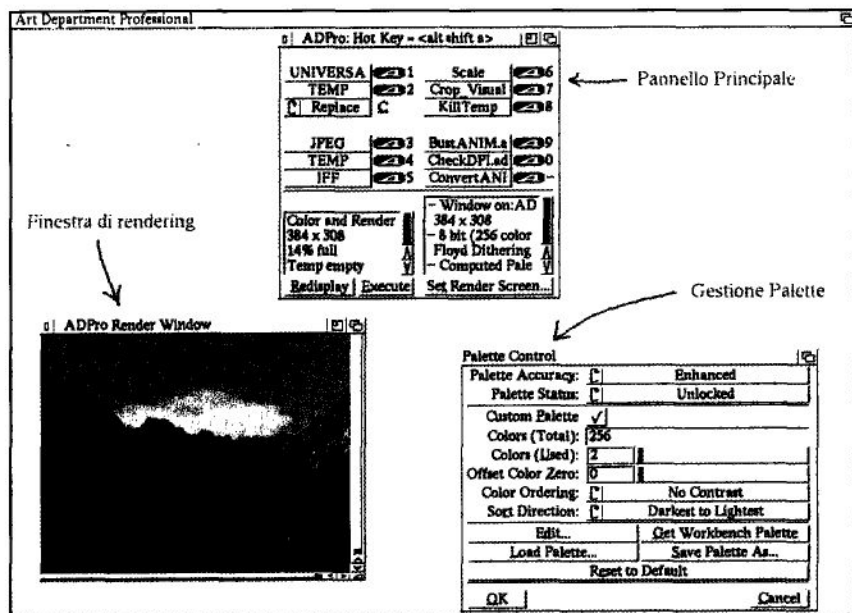 Art Department Professional
ADPro: Hot Key - <alt shift a>
UNIVERSA 1 Scale 6
TEMP 2 Crop_Visual 7
Replace KillTemp 8
JPEG 3 BustANIM.a 9
TEMP 4 CheckDPI.ad 0
IFF 5 ConvertANI -
Color and Render
384 x 308
14% full
Temp empty
- Window on:AD
384 x 308
- 8 bit (256 color
Floyd Dithering
- Computed Pale
Redisplay Execute Set Render Screen...
Pannello Principale
Finestra di rendering
Gestione Palette
ADPro Render Window
Palette Control
Palette Accuracy: Enhanced
Palette Status: Unlocked
Custom Palette ✓
Colors (Total): 256
Colors (Used): 2
Offset Color Zero: 0
Color Ordering: No Contrast
Sort Direction: Darkest to Lightest
Edit... Get Workbench Palette
Load Palette... Save Palette As...
Reset to Default
OK Cancel